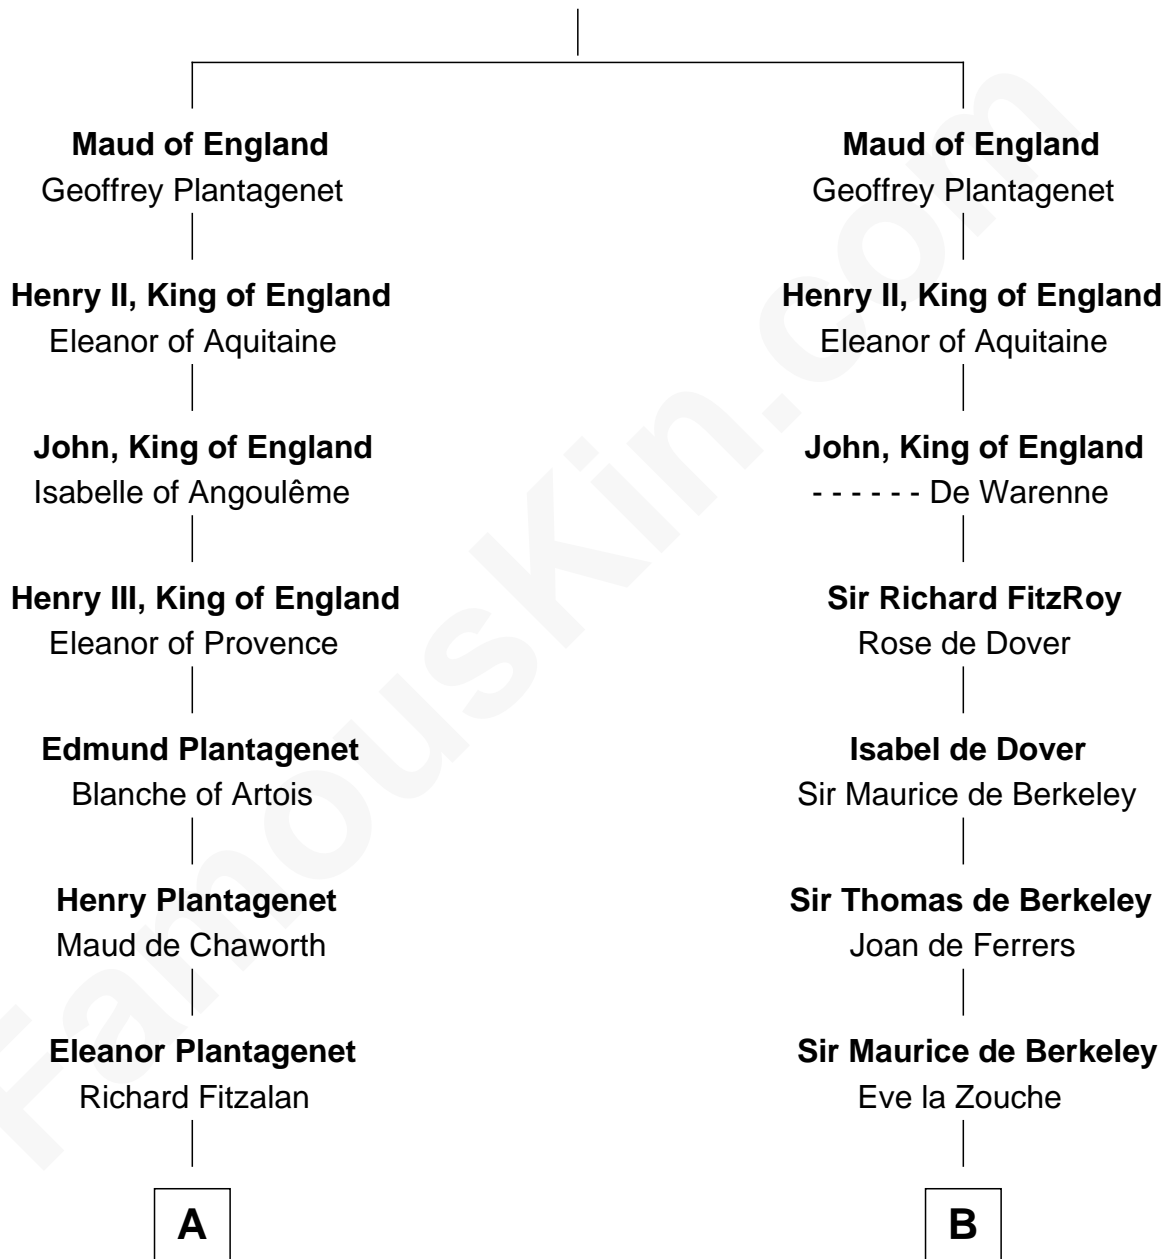 Maud of England
Geoffrey Plantagenet
Henry II, King of England
Eleanor of Aquitaine
John, King of England
Isabelle of Angoulême
Henry III, King of England
Eleanor of Provence
Edmund Plantagenet
Blanche of Artois
Henry Plantagenet
Maud de Chaworth
Eleanor Plantagenet
Richard Fitzalan
A
Maud of England
Geoffrey Plantagenet
Henry II, King of England
Eleanor of Aquitaine
John, King of England
- - - - - - De Warenne
Sir Richard FitzRoy
Rose de Dover
Isabel de Dover
Sir Maurice de Berkeley
Sir Thomas de Berkeley
Joan de Ferrers
Sir Maurice de Berkeley
Eve la Zouche
B
FamousKin.com